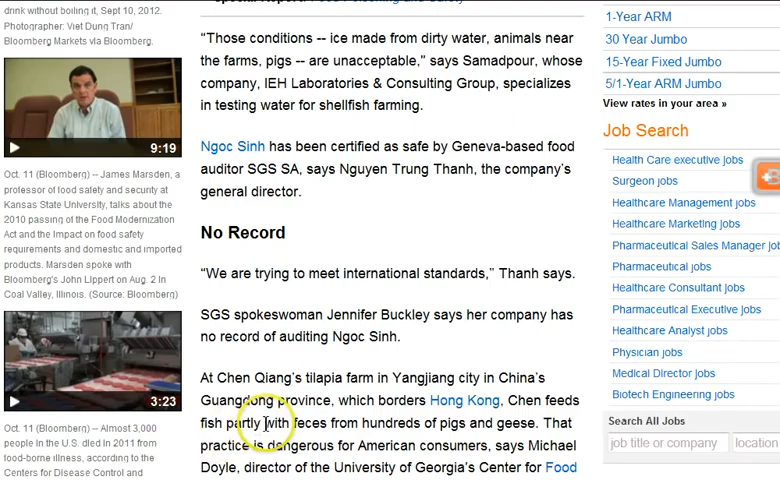 drink without boiling it, Sept 10, 2012.
Photographer: Viet Dung Tran/
Bloomberg Markets via Bloomberg.
9:19
Oct. 11 (Bloomberg) -- James Marsden, a
professor of food safety and security at
Kansas State University, talks about the
2010 passing of the Food Modernization
Act and the impact on food safety
requirements and domestic and imported
products. Marsden spoke with
Bloomberg's John Lippert on Aug. 2 in
Coal Valley, Illinois. (Source: Bloomberg)
3:23
Oct. 11 (Bloomberg) -- Almost 3,000
people in the U.S. died in 2011 from
food-borne illness, according to the
Centers for Disease Control and
“Those conditions -- ice made from dirty water, animals near
the farms, pigs -- are unacceptable,” says Samadpour, whose
company, IEH Laboratories & Consulting Group, specializes
in testing water for shellfish farming.
Ngoc Sinh has been certified as safe by Geneva-based food
auditor SGS SA, says Nguyen Trung Thanh, the company’s
general director.
No Record
“We are trying to meet international standards,” Thanh says.
SGS spokeswoman Jennifer Buckley says her company has
no record of auditing Ngoc Sinh.
At Chen Qiang’s tilapia farm in Yangjiang city in China’s
Guangdong province, which borders Hong Kong, Chen feeds
fish partly with feces from hundreds of pigs and geese. That
practice is dangerous for American consumers, says Michael
Doyle, director of the University of Georgia’s Center for Food
1-Year ARM
30 Year Jumbo
15-Year Fixed Jumbo
5/1-Year ARM Jumbo
View rates in your area »
Job Search
Health Care executive jobs
Surgeon jobs
Healthcare Management jobs
Healthcare Marketing jobs
Pharmaceutical Sales Manager job
Pharmaceutical jobs
Healthcare Consultant jobs
Pharmaceutical Executive jobs
Healthcare Analyst jobs
Physician jobs
Medical Director jobs
Biotech Engineering jobs
Search All Jobs
job title or company
location